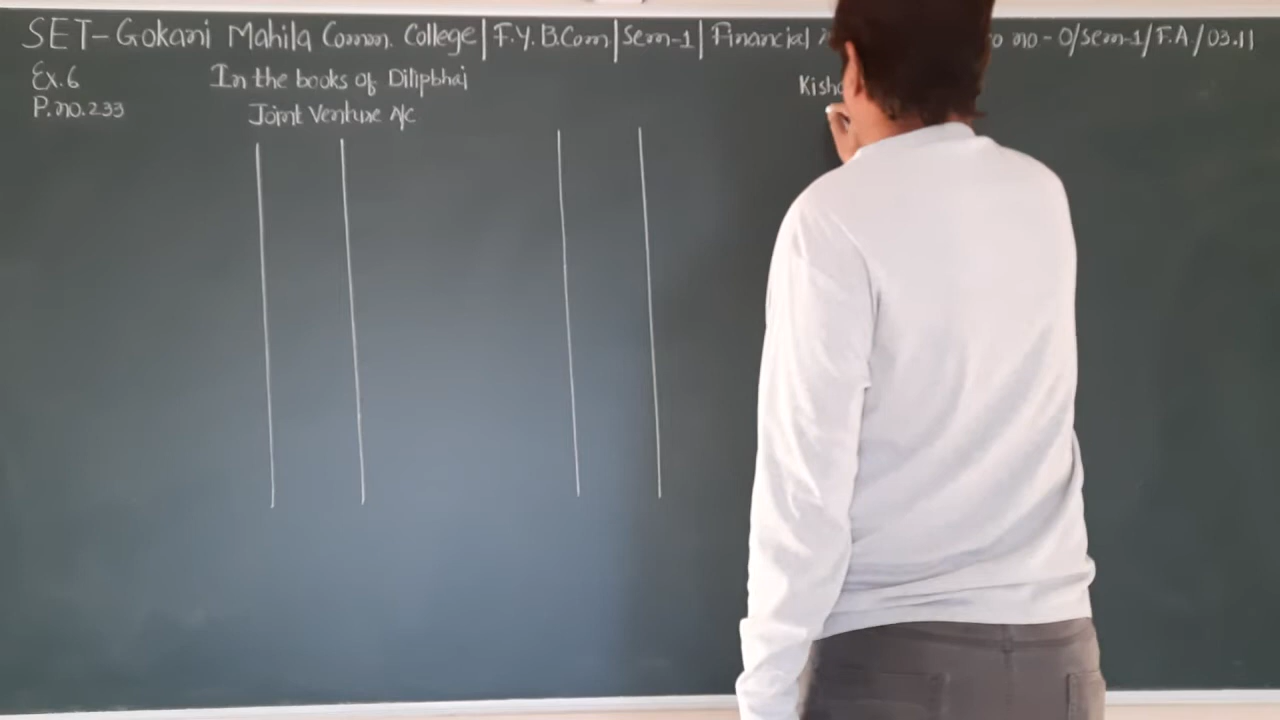 SET-Gokani Mahila Comm. College|F.Y.B.Com|Sem-1|Financial no-0/sem-1/F.A/03.11
Ex.6 In the books of Dilipbhai
P.no.233 Joint Venture A/c